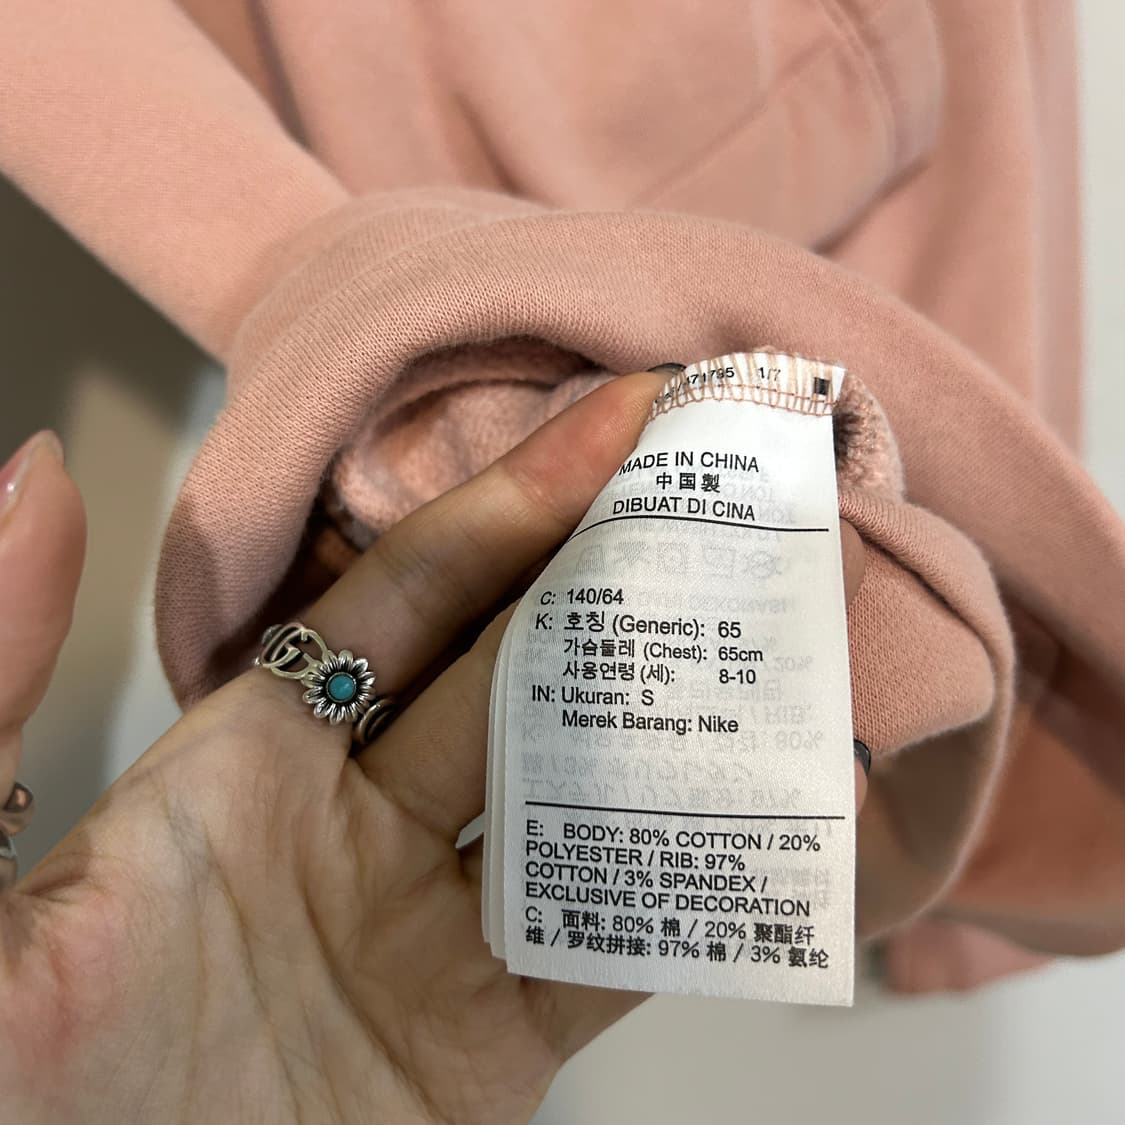 1/7
MADE IN CHINA
中国製
DIBUAT DI CINA
C: 140/64
K: 호칭 (Generic): 65
가슴둘레 (Chest): 65cm
사용연령 (세): 8-10
IN: Ukuran: S
Merek Barang: Nike
E: BODY: 80% COTTON / 20%
POLYESTER / RIB: 97%
COTTON / 3% SPANDEX /
EXCLUSIVE OF DECORATION
C: 面料: 80% 棉 / 20% 聚酯纤
维 / 罗纹拼接: 97% 棉 / 3% 氨纶